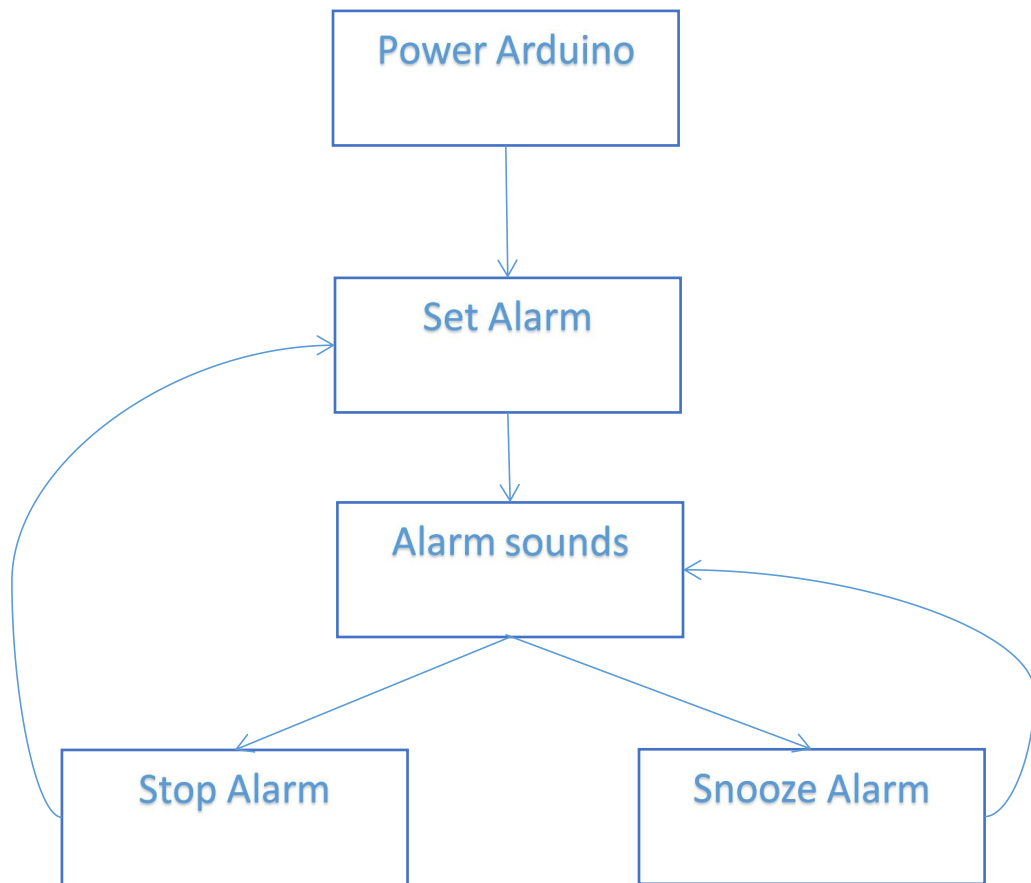 Power Arduino
Set Alarm
Alarm sounds
Stop Alarm
Snooze Alarm